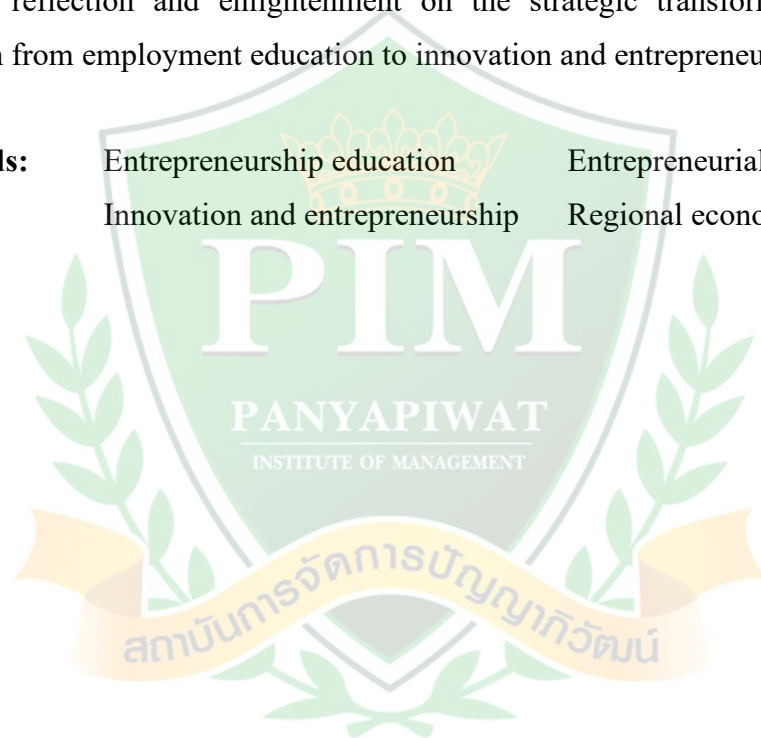 reflection and enlightenment on the strategic transfor
from employment education to innovation and entrepreneu
ds: Entrepreneurship education Entrepreneurial
Innovation and entrepreneurship Regional econo
PIM
PANYAPIWAT
INSTITUTE OF MANAGEMENT
สถาบันการจัดการปัญญาภิวัฒน์